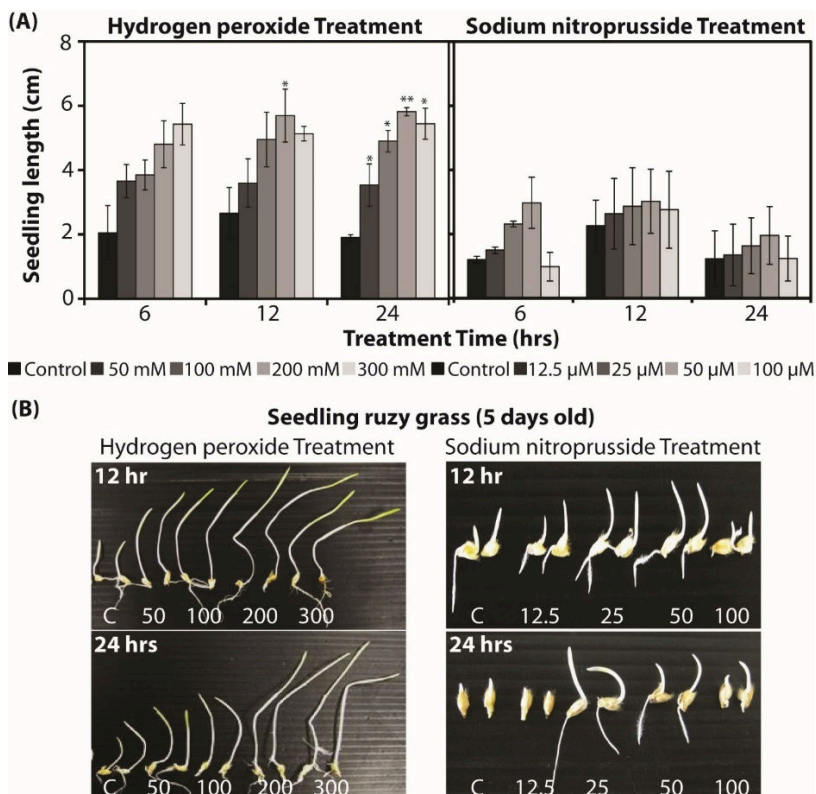 (A)
Hydrogen peroxide Treatment Sodium nitroprusside Treatment
8
6
4
2
0
Seedling length (cm)
* * * ** *
6 12 24 6 12 24
Treatment Time (hrs)
Control 50 mM 100 mM 200 mM 300 mM Control 12.5 µM 25 µM 50 µM 100 µM
(B)
Seedling ruzy grass (5 days old)
Hydrogen peroxide Treatment Sodium nitroprusside Treatment
12 hr 12 hr
C 50 100 200 300 C 12.5 25 50 100
24 hrs 24 hrs
C 50 100 200 300 C 12.5 25 50 100